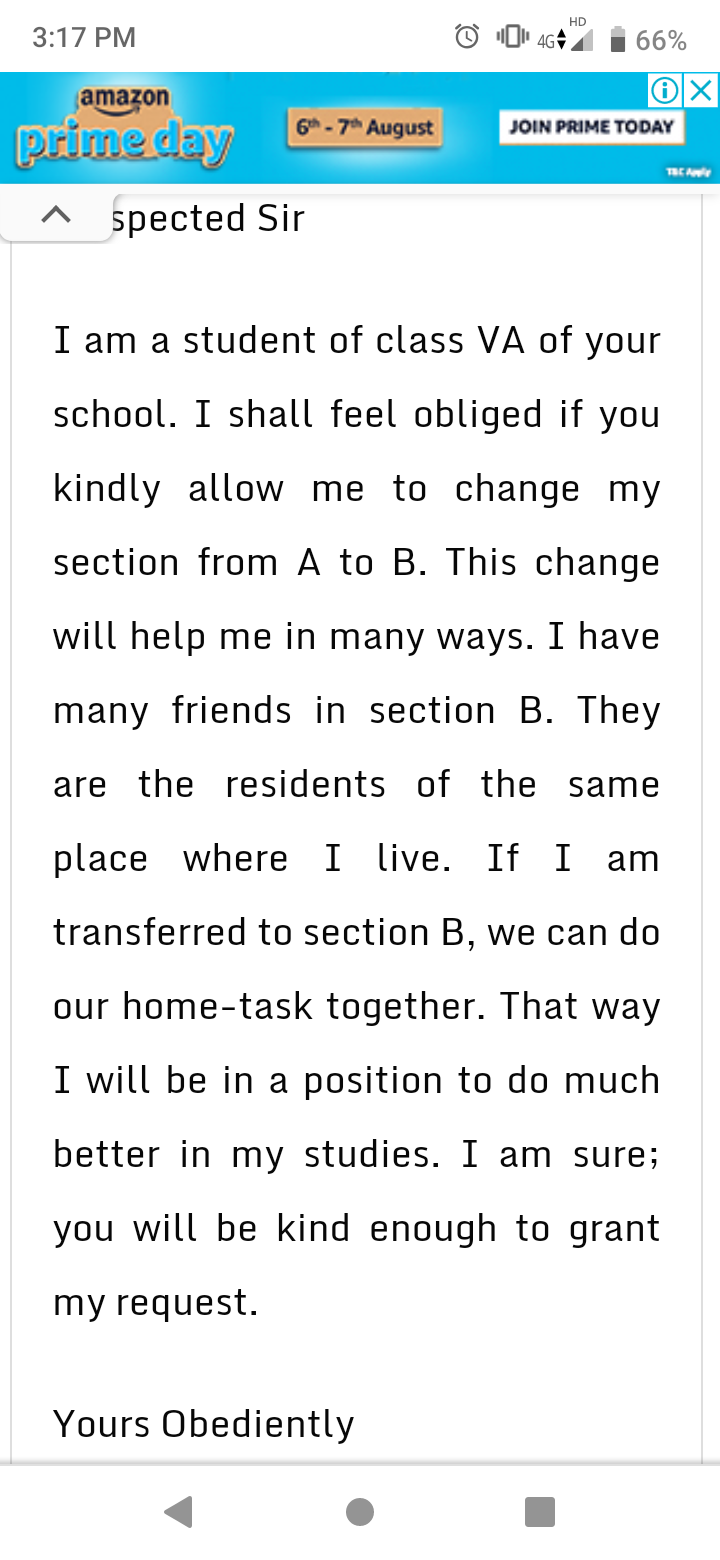 3:17 PM
HD
4G
66%
amazon
prime day
6th - 7th August
JOIN PRIME TODAY
T&C Apply
spected Sir
I am a student of class VA of your
school. I shall feel obliged if you
kindly allow me to change my
section from A to B. This change
will help me in many ways. I have
many friends in section B. They
are the residents of the same
place where I live. If I am
transferred to section B, we can do
our home-task together. That way
I will be in a position to do much
better in my studies. I am sure;
you will be kind enough to grant
my request.
Yours Obediently